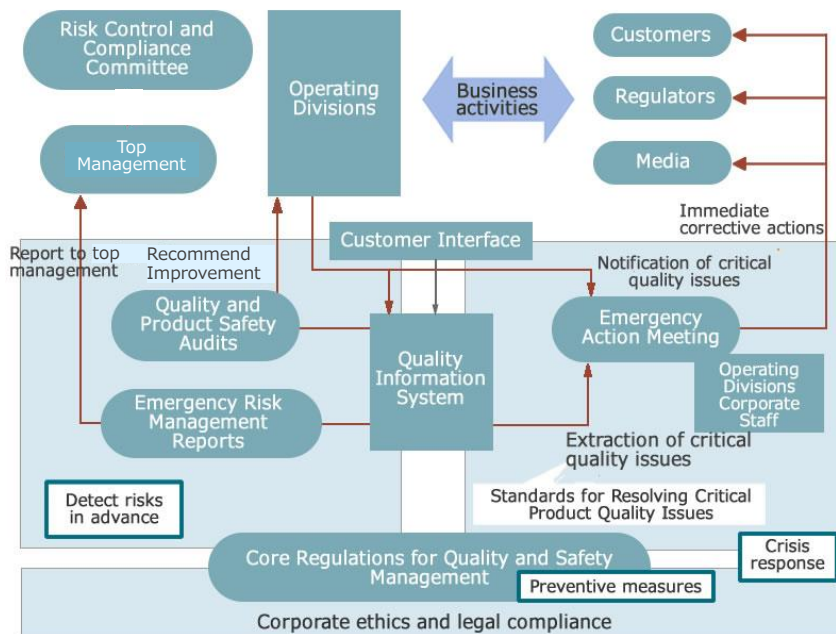 Risk Control and
Compliance
Committee
Operating
Divisions
Business
activities
Customers
Regulators
Media
Top
Management
Immediate
corrective actions
Report to top
management
Recommend
Improvement
Customer Interface
Notification of critical
quality issues
Quality and
Product Safety
Audits
Quality
Information
System
Emergency
Action Meeting
Operating
Divisions
Corporate
Staff
Emergency Risk
Management
Reports
Extraction of critical
quality issues
Detect risks
in advance
Standards for Resolving Critical
Product Quality Issues
Crisis
response
Core Regulations for Quality and Safety
Management
Preventive measures
Corporate ethics and legal compliance